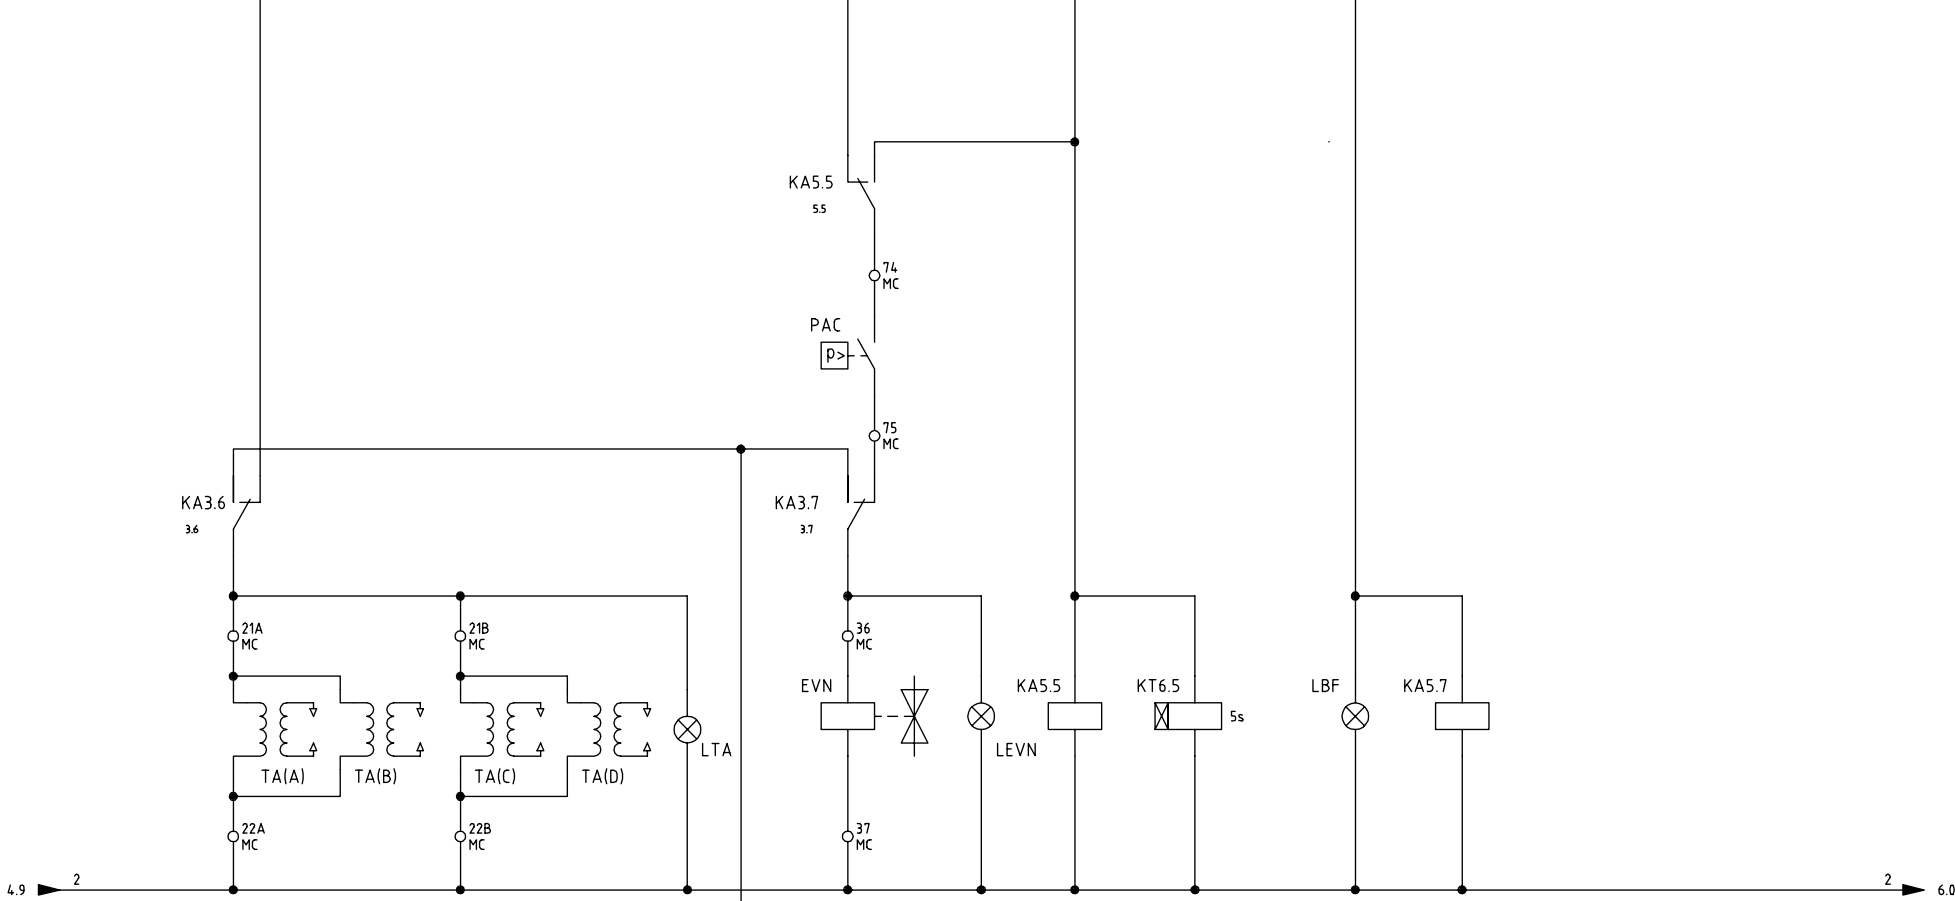 KA5.5
5.5
74
MC
PAC
p>
75
MC
KA3.6
3.6
KA3.7
3.7
21A
MC
21B
MC
36
MC
EVN
KA5.5
KT6.5
5s
LBF
KA5.7
LTA
LEVN
TA(A)
TA(B)
TA(C)
TA(D)
22A
MC
22B
MC
37
MC
4.9
2
2
6.0